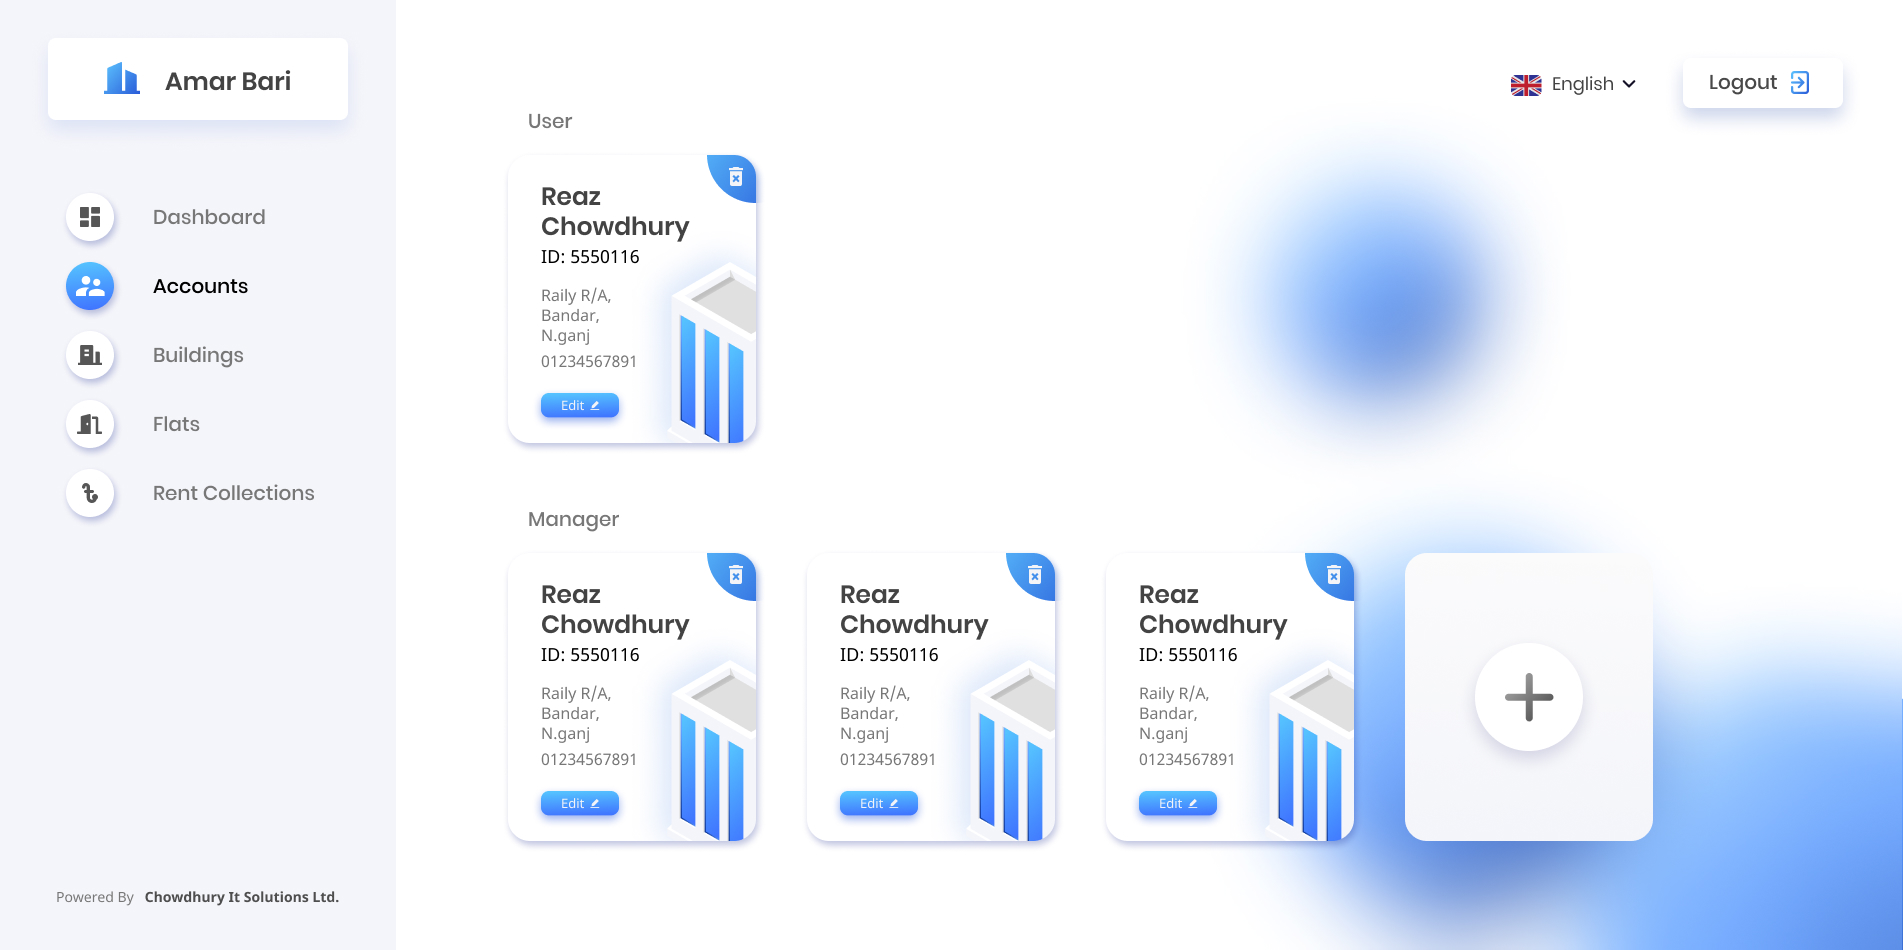 Amar Bari
Dashboard
Accounts
Buildings
Flats
Rent Collections
Powered By Chowdhury It Solutions Ltd.
English
Logout
User
Reaz
Chowdhury
ID: 5550116
Raily R/A,
Bandar,
N.ganj
01234567891
Edit
Manager
Reaz
Chowdhury
ID: 5550116
Raily R/A,
Bandar,
N.ganj
01234567891
Edit
Reaz
Chowdhury
ID: 5550116
Raily R/A,
Bandar,
N.ganj
01234567891
Edit
Reaz
Chowdhury
ID: 5550116
Raily R/A,
Bandar,
N.ganj
01234567891
Edit